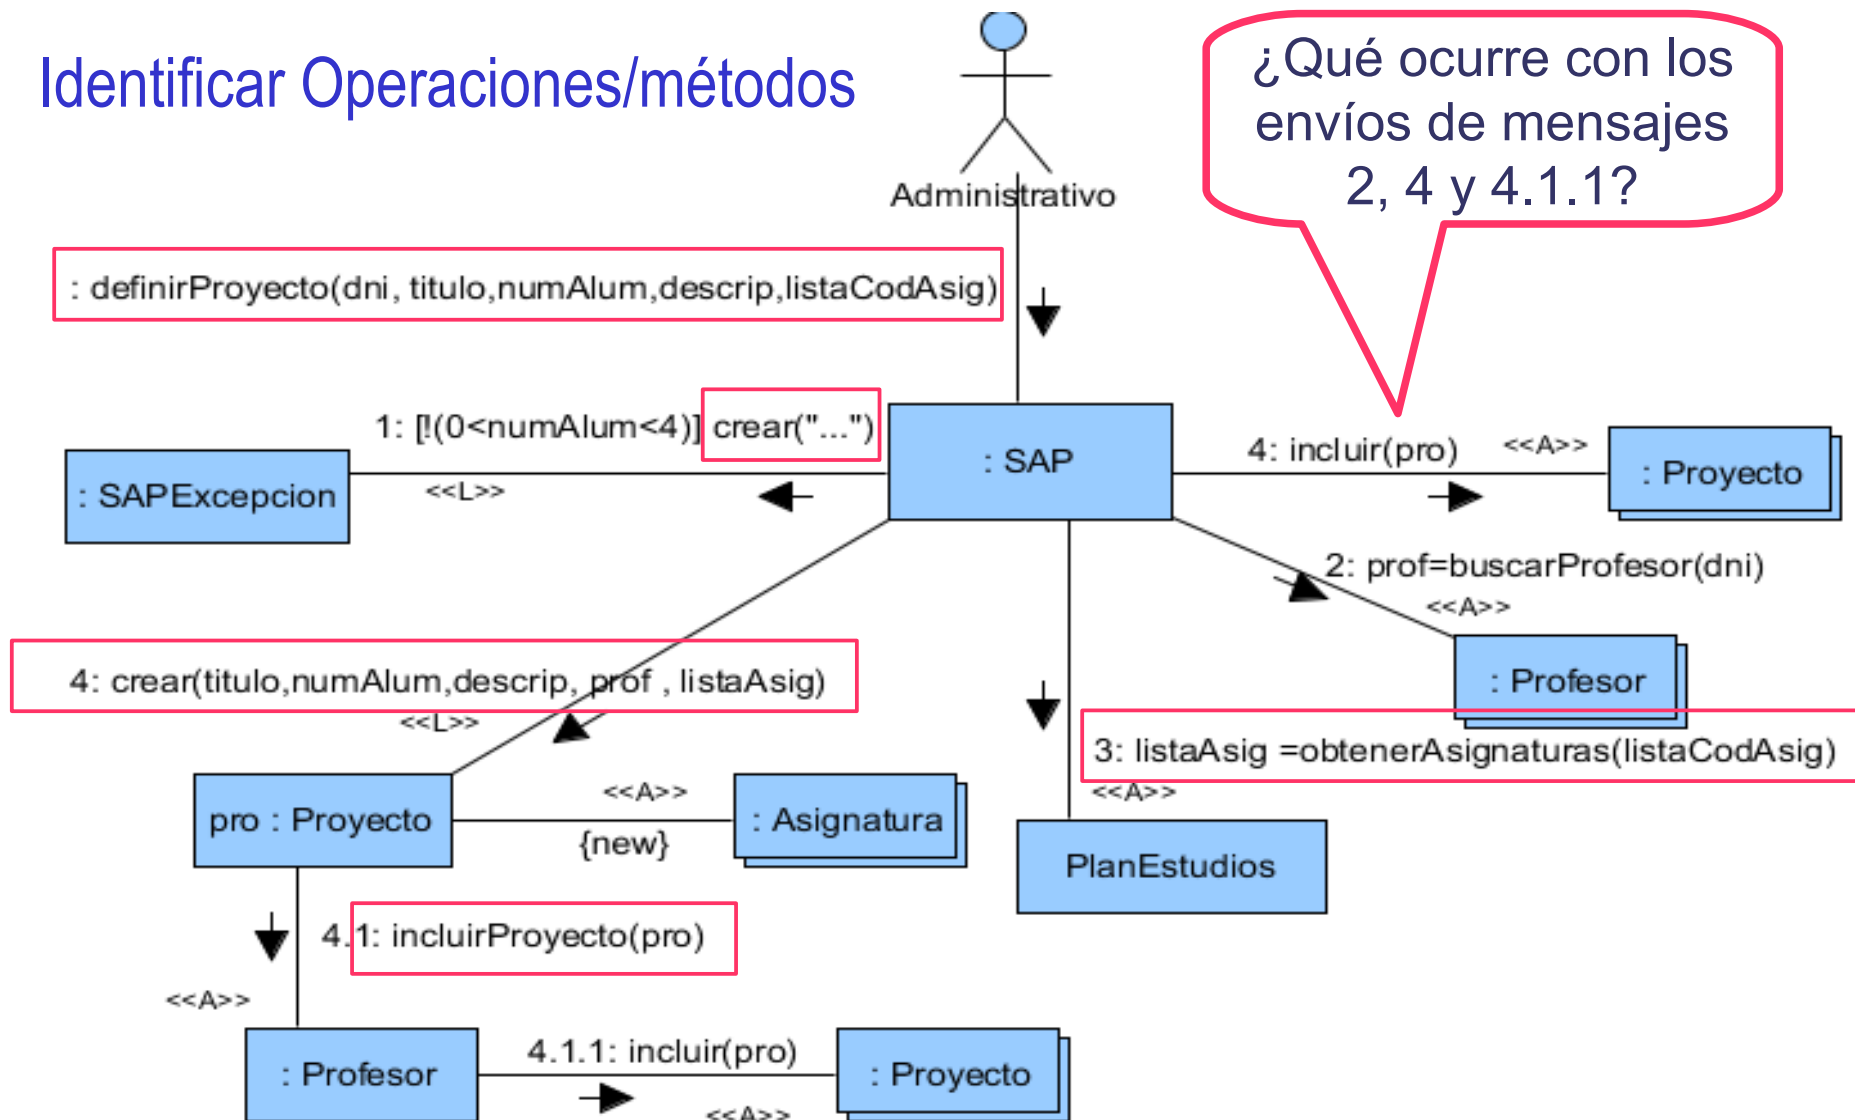 Identificar Operaciones/métodos
¿Qué ocurre con los
envíos de mensajes
2, 4 y 4.1.1?
Administrativo
: definirProyecto(dni, titulo,numAlum,descrip,listaCodAsig)
1: [!(0<numAlum<4)] crear("...")
<<L>>
: SAPExcepcion
: SAP
4: incluir(pro)
<<A>>
: Proyecto
2: prof=buscarProfesor(dni)
<<A>>
: Profesor
4: crear(titulo,numAlum,descrip, prof , listaAsig)
<<L>>
3: listaAsig =obtenerAsignaturas(listaCodAsig)
<<A>>
PlanEstudios
pro : Proyecto
<<A>>
{new}
: Asignatura
4.1: incluirProyecto(pro)
<<A>>
: Profesor
4.1.1: incluir(pro)
<<A>>
: Proyecto